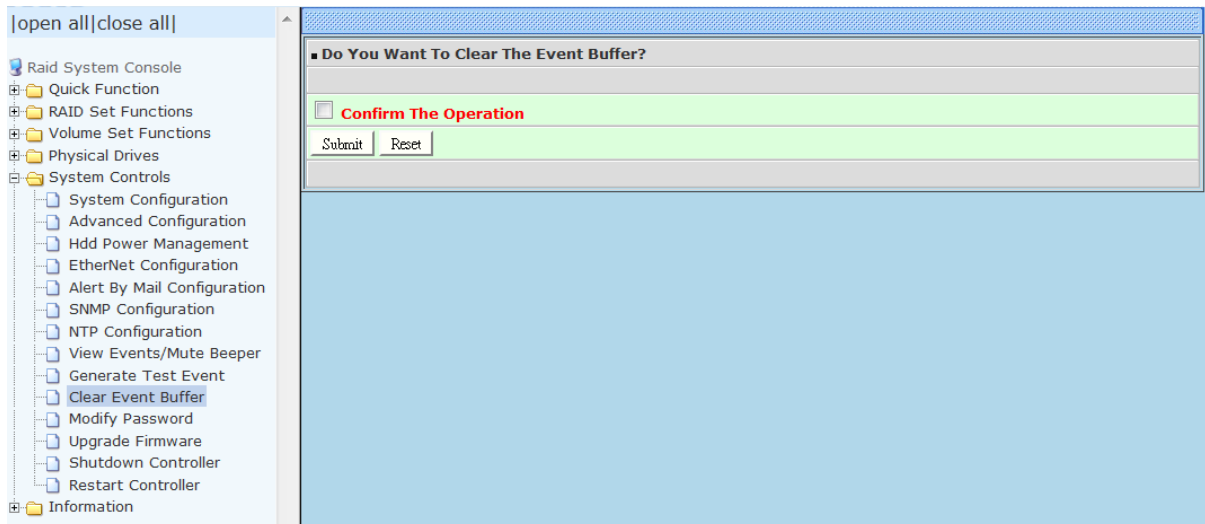 |open all|close all|
Raid System Console
Quick Function
RAID Set Functions
Volume Set Functions
Physical Drives
System Controls
System Configuration
Advanced Configuration
Hdd Power Management
EtherNet Configuration
Alert By Mail Configuration
SNMP Configuration
NTP Configuration
View Events/Mute Beeper
Generate Test Event
Clear Event Buffer
Modify Password
Upgrade Firmware
Shutdown Controller
Restart Controller
Information
Do You Want To Clear The Event Buffer?
Confirm The Operation
Submit Reset